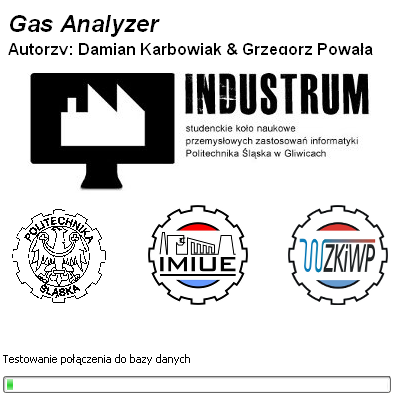 Gas Analyzer
Autorzy: Damian Karbowiak & Grzegorz Powała
INDUSTRUM
studenckie koło naukowe
przemysłowych zastosowań informatyki
Politechnika Śląska w Gliwicach
POLITECHNIKA
ŚLĄSKA
IMIUE
WZKiWP
Testowanie połączenia do bazy danych